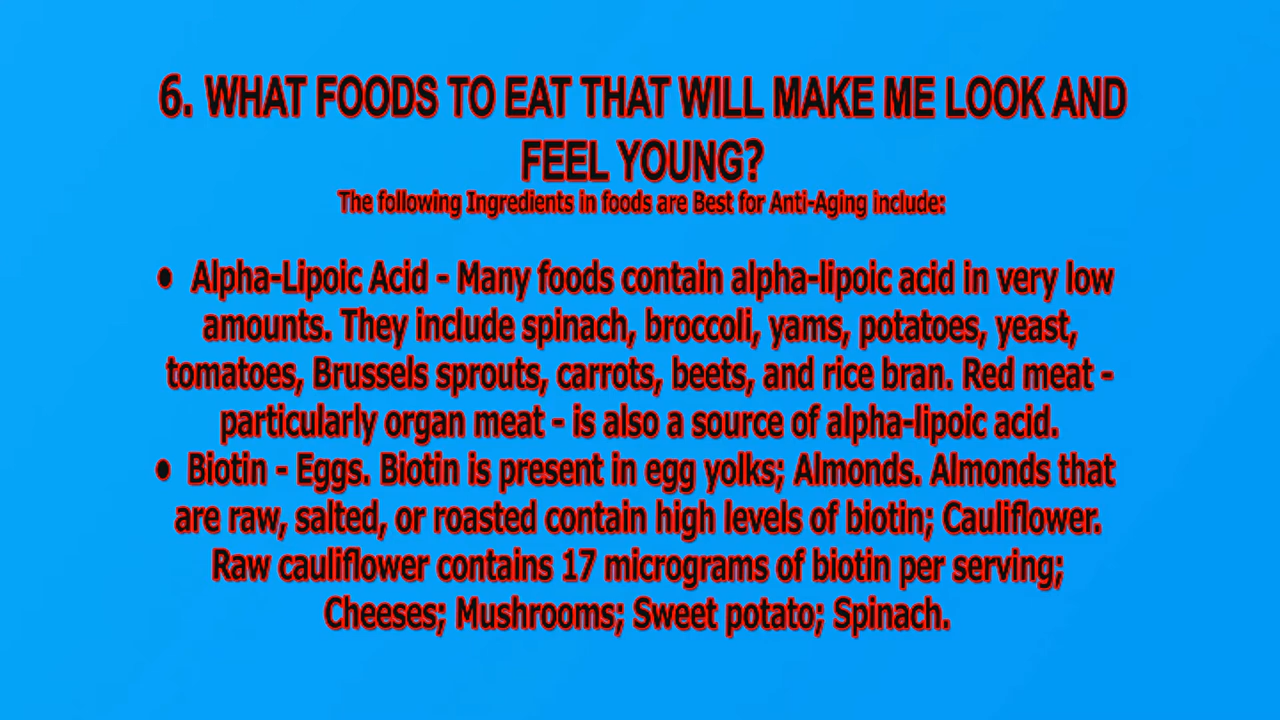 6. WHAT FOODS TO EAT THAT WILL MAKE ME LOOK AND
FEEL YOUNG?
The following Ingredients in foods are Best for Anti-Aging include:
• Alpha-Lipoic Acid - Many foods contain alpha-lipoic acid in very low
amounts. They include spinach, broccoli, yams, potatoes, yeast,
tomatoes, Brussels sprouts, carrots, beets, and rice bran. Red meat -
particularly organ meat - is also a source of alpha-lipoic acid.
• Biotin - Eggs. Biotin is present in egg yolks; Almonds. Almonds that
are raw, salted, or roasted contain high levels of biotin; Cauliflower.
Raw cauliflower contains 17 micrograms of biotin per serving;
Cheeses; Mushrooms; Sweet potato; Spinach.